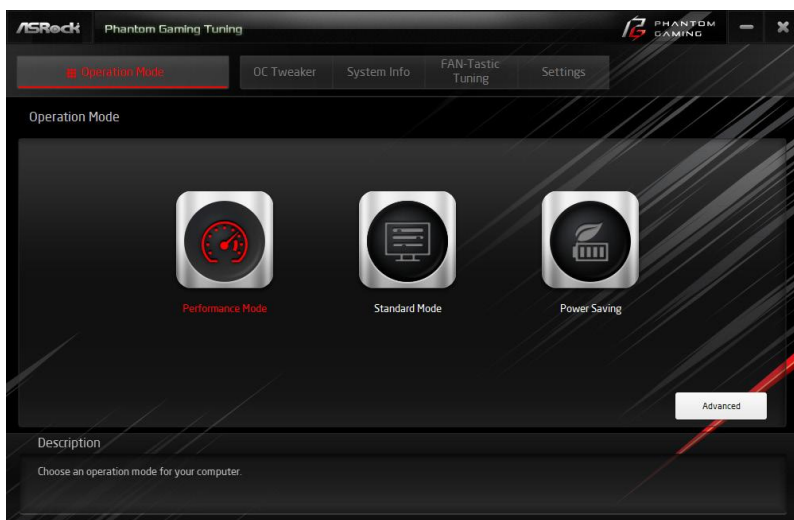 ASRock
Phantom Gaming Tuning
PHANTOM
GAMING
Operation Mode
OC Tweaker
System Info
FAN-Tastic
Tuning
Settings
Operation Mode
Performance Mode
Standard Mode
Power Saving
Advanced
Description
Choose an operation mode for your computer.